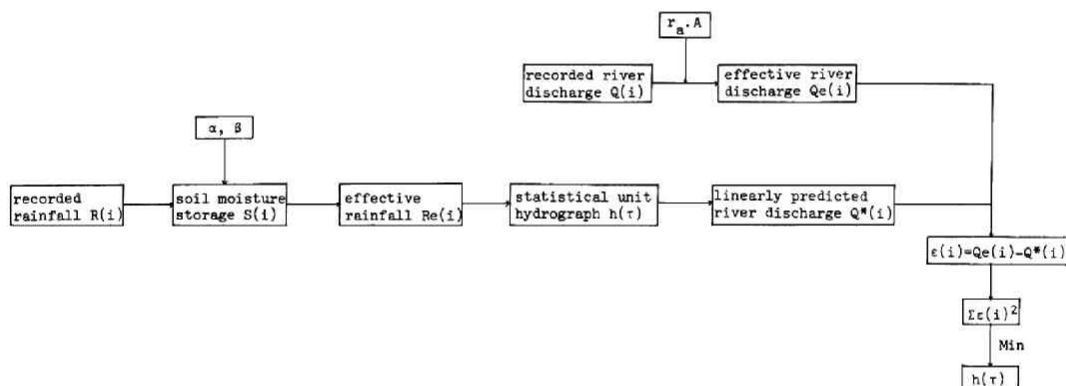 r_a.A
recorded river
discharge Q(i)
effective river
discharge Qe(i)
α, β
recorded
rainfall R(i)
soil moisture
storage S(i)
effective
rainfall Re(i)
statistical unit
hydrograph h(τ)
linearly predicted
river discharge Q*(i)
ε(i)=Qe(i)-Q*(i)
Σε(i)²
Min
h(τ)